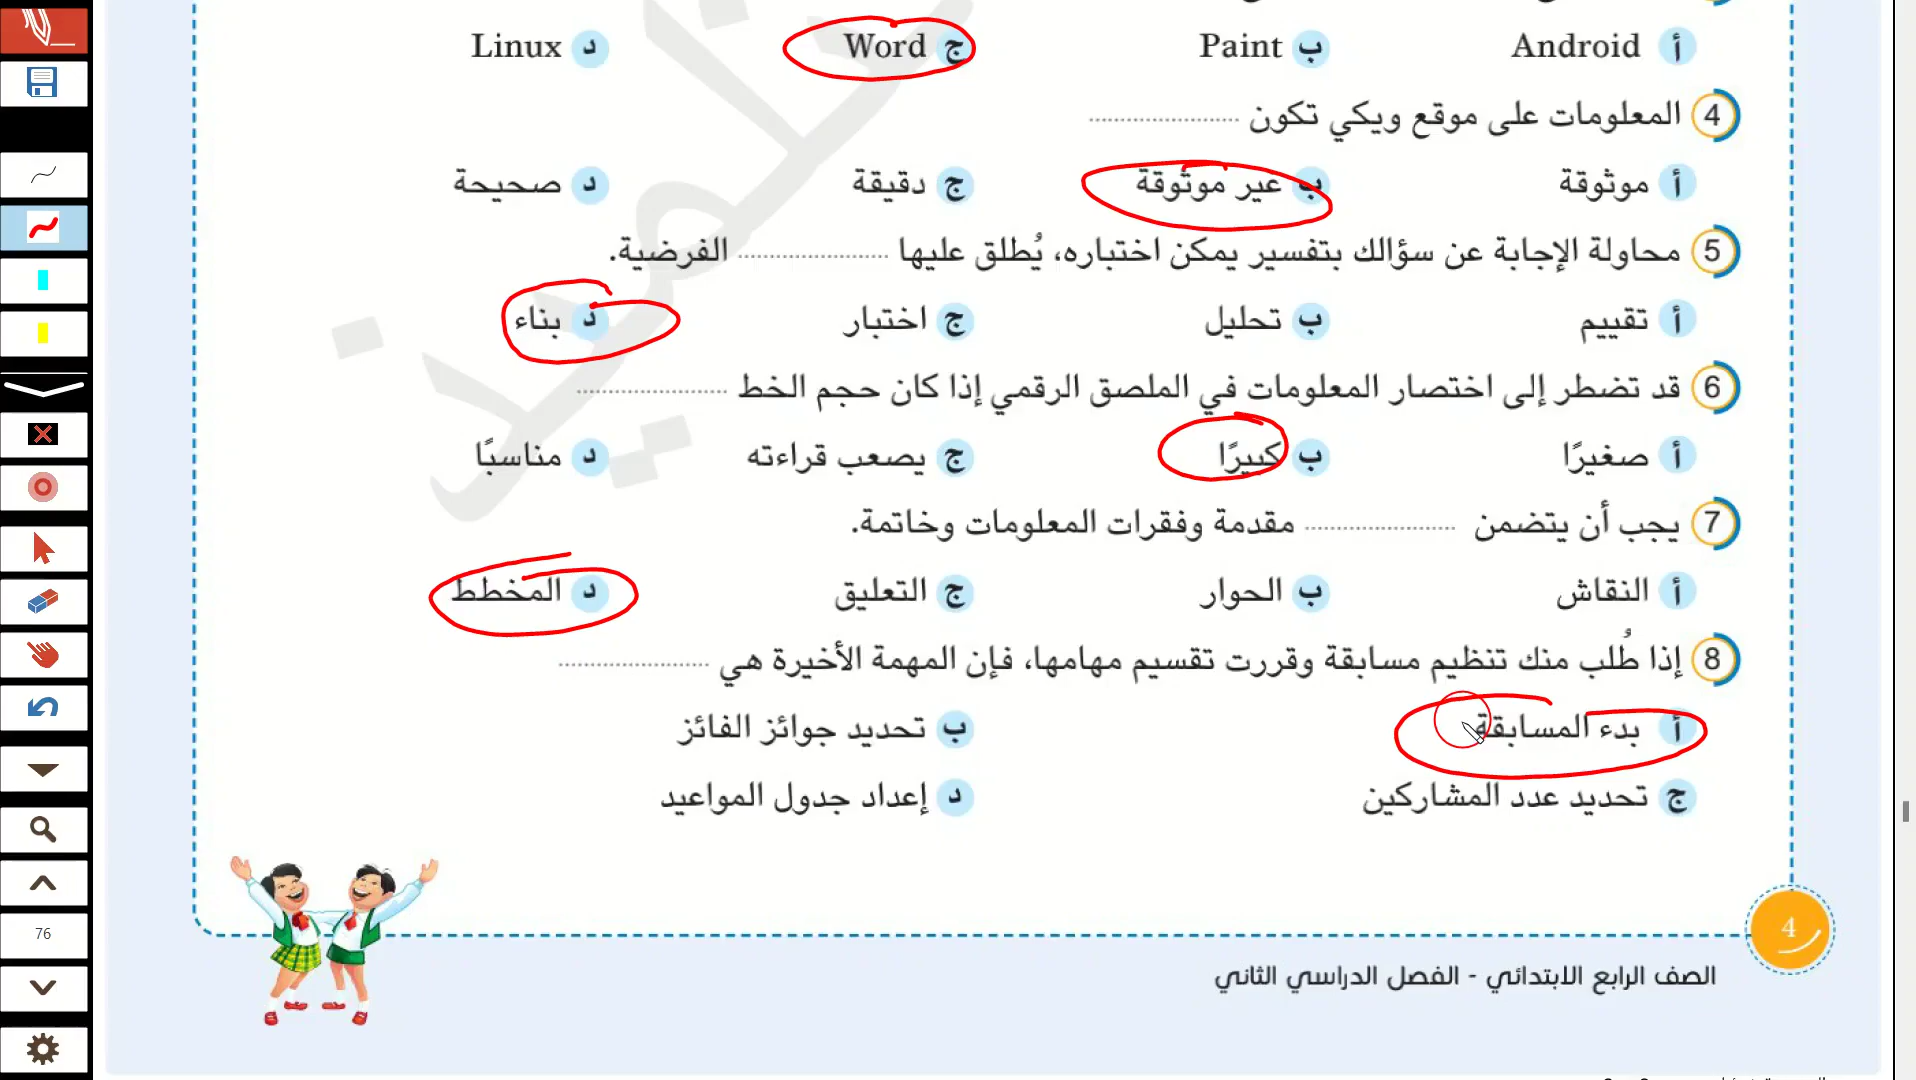 أ Android ب Paint ج Word د Linux
4 المعلومات على موقع ويكي تكون ........................
أ موثوقة ب غير موثوقة ج دقيقة د صحيحة
5 محاولة الإجابة عن سؤالك بتفسير يمكن اختباره، يُطلق عليها ........................ الفرضية.
أ تقييم ب تحليل ج اختبار د بناء
6 قد تضطر إلى اختصار المعلومات في الملصق الرقمي إذا كان حجم الخط ........................
أ صغيرًا ب كبيرًا ج يصعب قراءته د مناسبًا
7 يجب أن يتضمن ........................ مقدمة وفقرات المعلومات وخاتمة.
أ النقاش ب الحوار ج التعليق د المخطط
8 إذا طُلب منك تنظيم مسابقة وقررت تقسيم مهامها، فإن المهمة الأخيرة هي ........................
أ بدء المسابقة ب تحديد جوائز الفائز
ج تحديد عدد المشاركين د إعداد جدول المواعيد
4
الصف الرابع الابتدائي - الفصل الدراسي الثاني
76